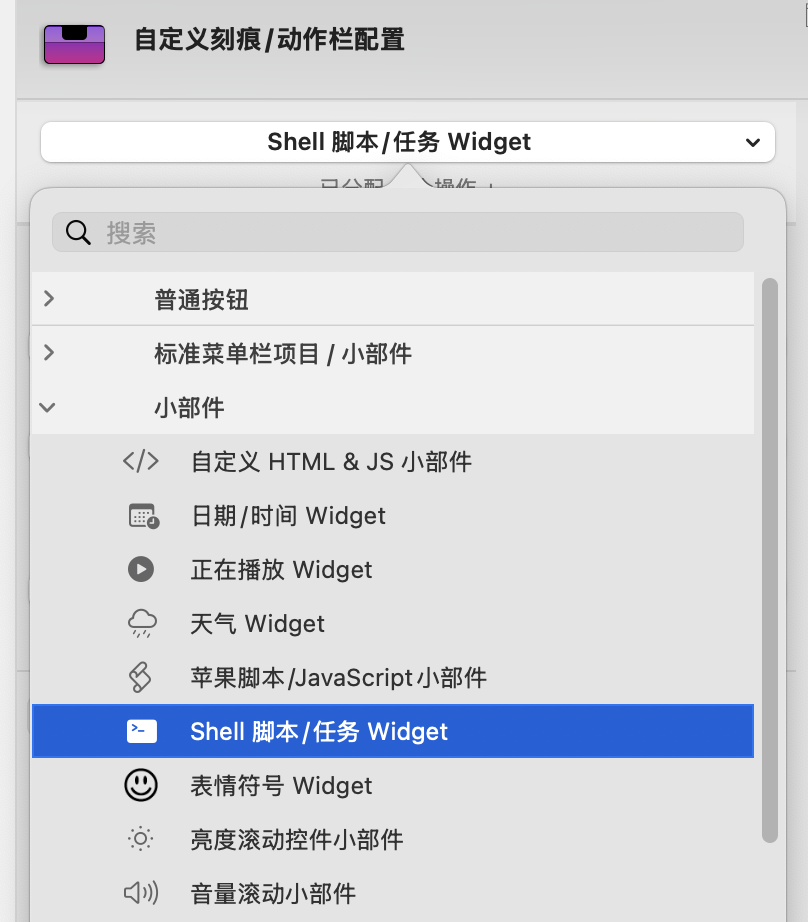 自定义刻痕/动作栏配置
Shell 脚本/任务 Widget
已分配 操作
搜索
普通按钮
标准菜单栏项目 / 小部件
小部件
自定义 HTML & JS 小部件
日期/时间 Widget
正在播放 Widget
天气 Widget
苹果脚本/JavaScript小部件
Shell 脚本/任务 Widget
表情符号 Widget
亮度滚动控件小部件
音量滚动小部件